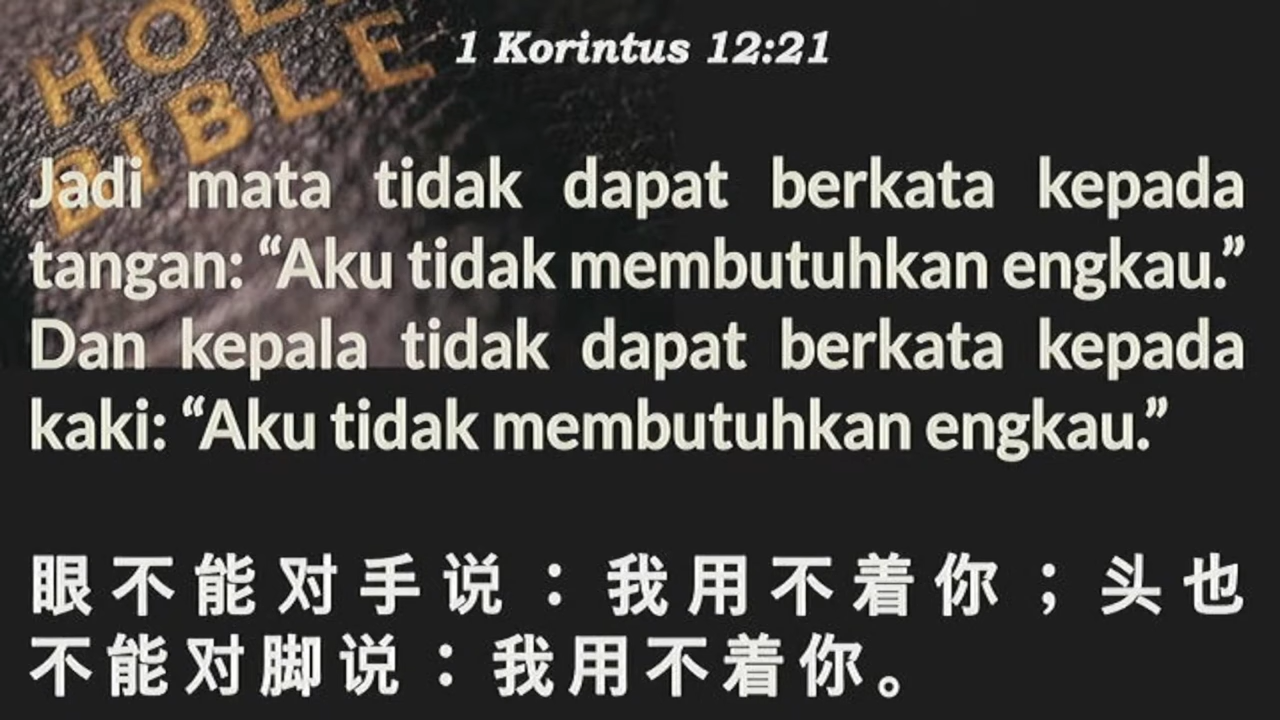 HOLY
BIBLE
1 Korintus 12:21
Jadi mata tidak dapat berkata kepada
tangan: “Aku tidak membutuhkan engkau.”
Dan kepala tidak dapat berkata kepada
kaki: “Aku tidak membutuhkan engkau.”
眼不能对手说：我用不着你；头也
不能对脚说：我用不着你。